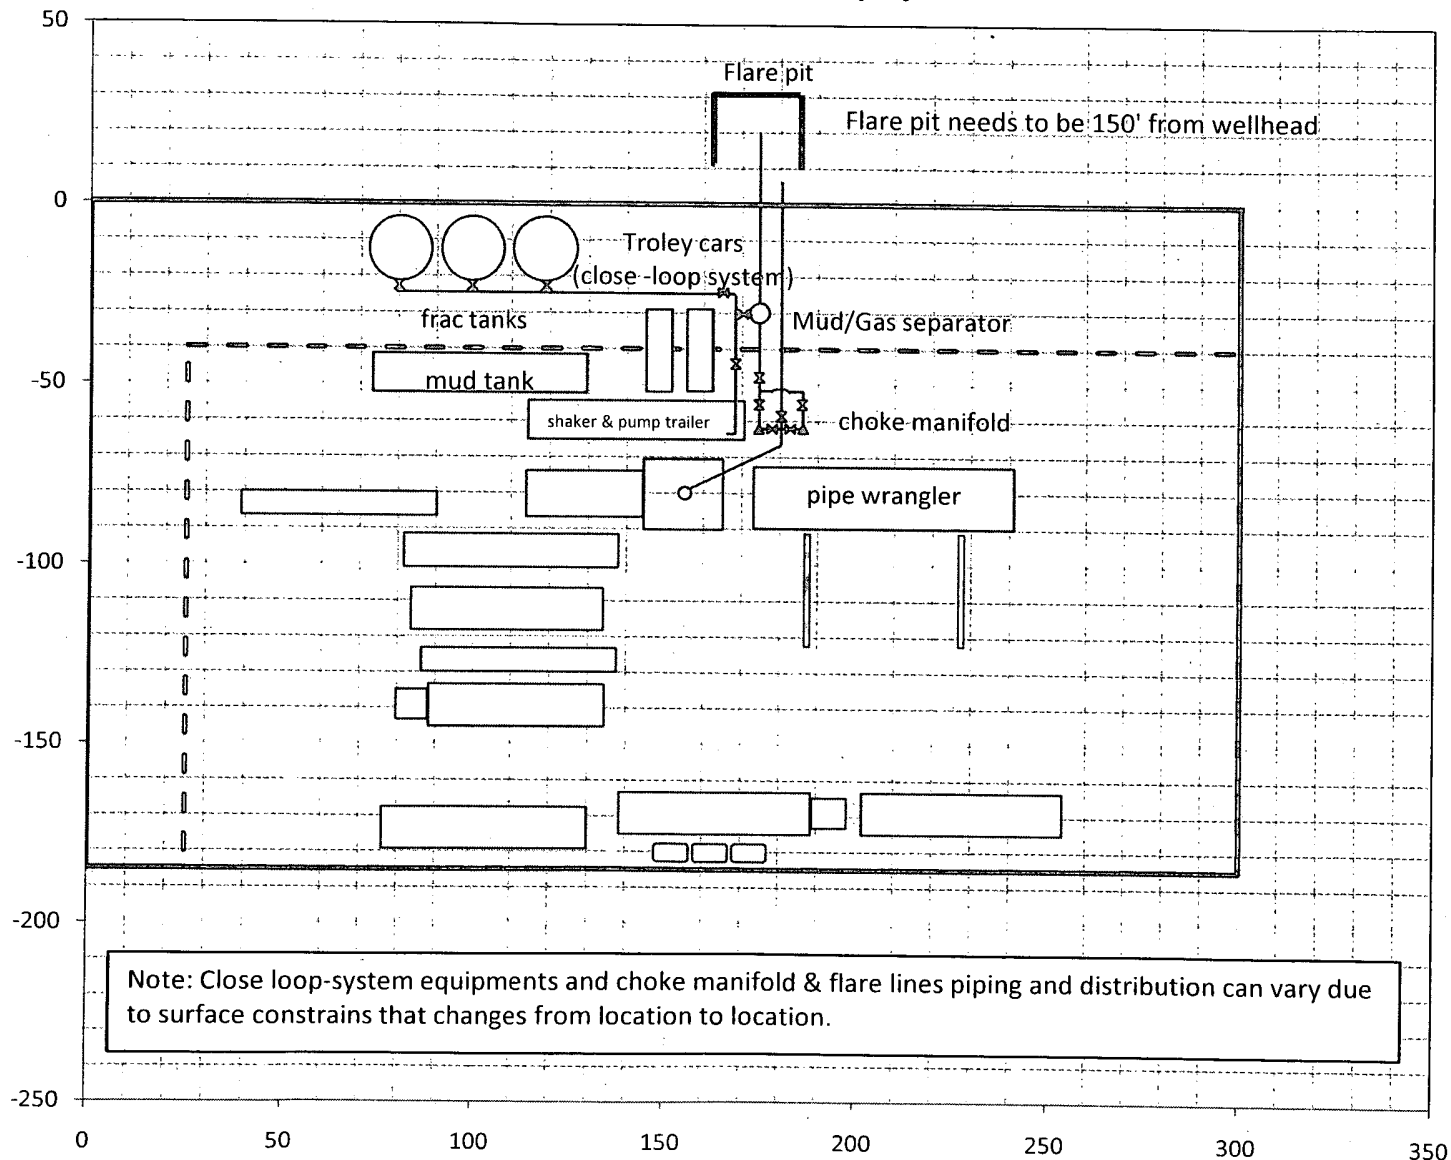 50
Flare pit
Flare pit needs to be 150' from wellhead
0
Troley cars
(close -loop system)
frac tanks
Mud/Gas separator
-50
mud tank
shaker & pump trailer
choke manifold
pipe wrangler
-100
-150
-200
Note: Close loop-system equipments and choke manifold & flare lines piping and distribution can vary due
to surface constrains that changes from location to location.
-250
0 50 100 150 200 250 300 350